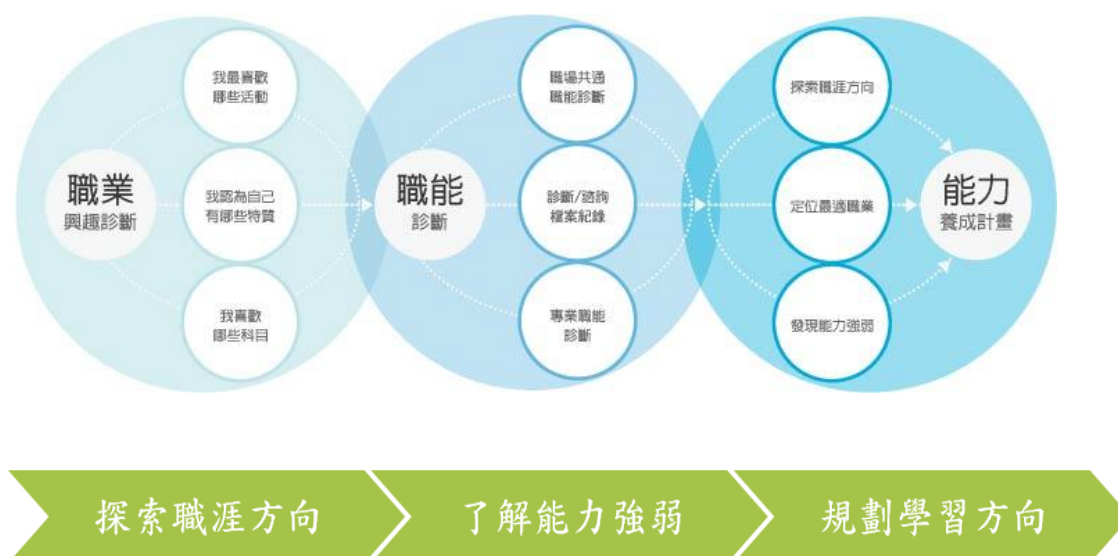 職業
興趣診斷
我最喜歡
哪些活動
我認為自己
有哪些特質
我喜歡
哪些科目
職能
診斷
職場共通
職能診斷
診斷/諮詢
檔案紀錄
專業職能
診斷
探索職涯方向
定位最適職業
發現能力強弱
能力
養成計畫
探索職涯方向
了解能力強弱
規劃學習方向